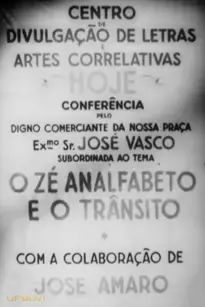 CENTRO
DE
DIVULGAÇÃO DE LETRAS
E
ARTES CORRELATIVAS
HOJE
CONFERÊNCIA
PELO
DIGNO COMERCIANTE DA NOSSA PRAÇA
Exmo Sr. JOSÉ VASCO
SUBORDINADA AO TEMA
O ZÉ ANALFABETO
E O TRÂNSITO
*
COM A COLABORAÇÃO DE
JOSÉ AMARO